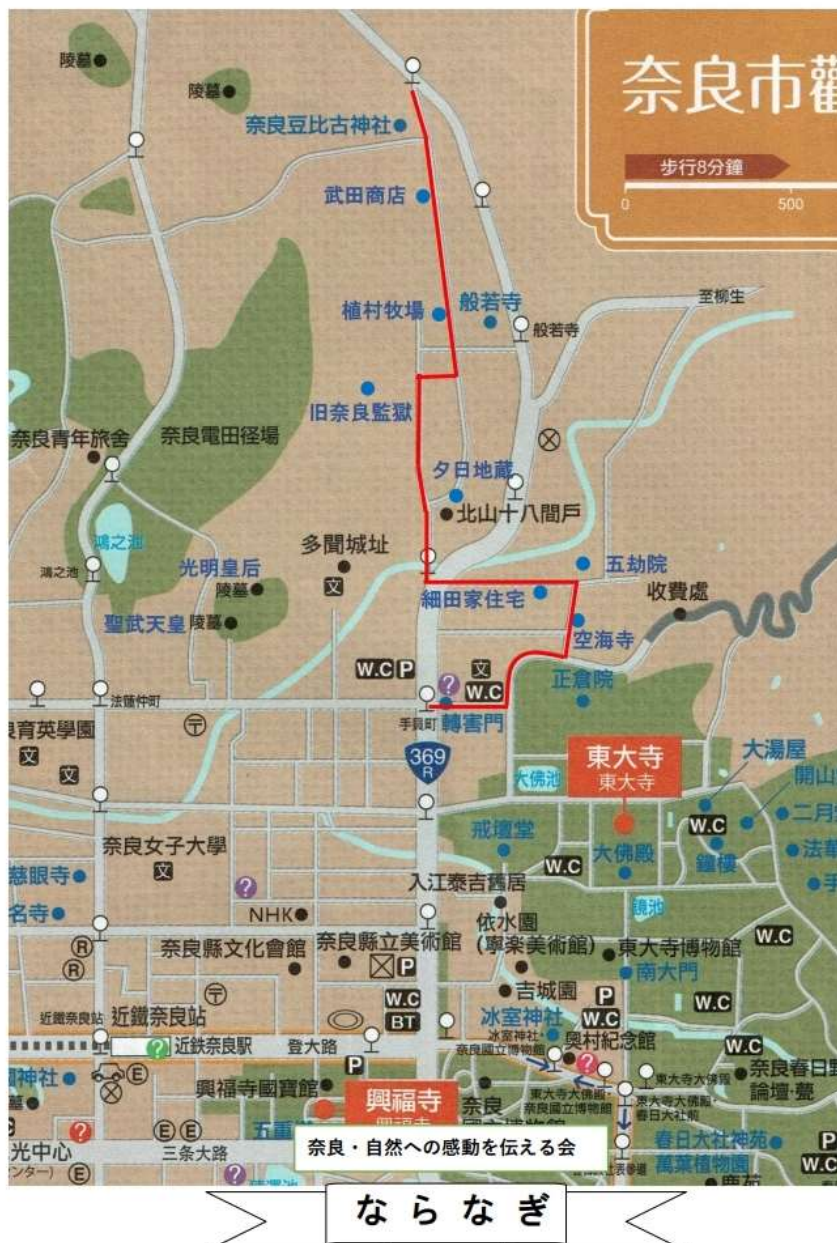 奈良市
步行8分鐘
0
500
陵墓
陵墓
奈良豆比古神社
武田商店
植村牧場
般若寺
般若寺
至柳生
旧奈良監獄
奈良青年旅舎
奈良電田径場
夕日地蔵
北山十八間戶
鴻之池
鴻之池
光明皇后
陵墓
多聞城址
文
五劫院
細田家住宅
收費處
聖武天皇
陵墓
空海寺
W.C P
文
W.C
正倉院
法蓮仲町
手貝町
轉害門
良育英學園
文
文
369
R
大佛池
東大寺
東大寺
大湯屋
開山
二月
W.C
鐘樓
戒壇堂
W.C
大佛殿
奈良女子大學
文
慈眼寺
名寺
入江泰吉舊居
鏡池
NHK
依水園
(寧楽美術館)
東大寺博物館
W.C
奈良縣文化會館
奈良縣立美術館
P
南大門
吉城園
W.C
BT
P
W.C
W.C
近鐵奈良站
近鐵奈良站
近鉄奈良駅
登大路
冰室神社
冰室神社・
奈良國立博物館
奧村紀念館
P
東大寺大佛殿・
奈良國立博物館
東大寺大佛殿
東大寺大佛殿・
春日大社前
奈良春日野
論壇・甍
神社
興福寺國寶館
興福寺
奈良
五重
光中心
三条大路
春日大社神苑
萬葉植物園
P
W.C
奈良・自然への感動を伝える会
ならなぎ